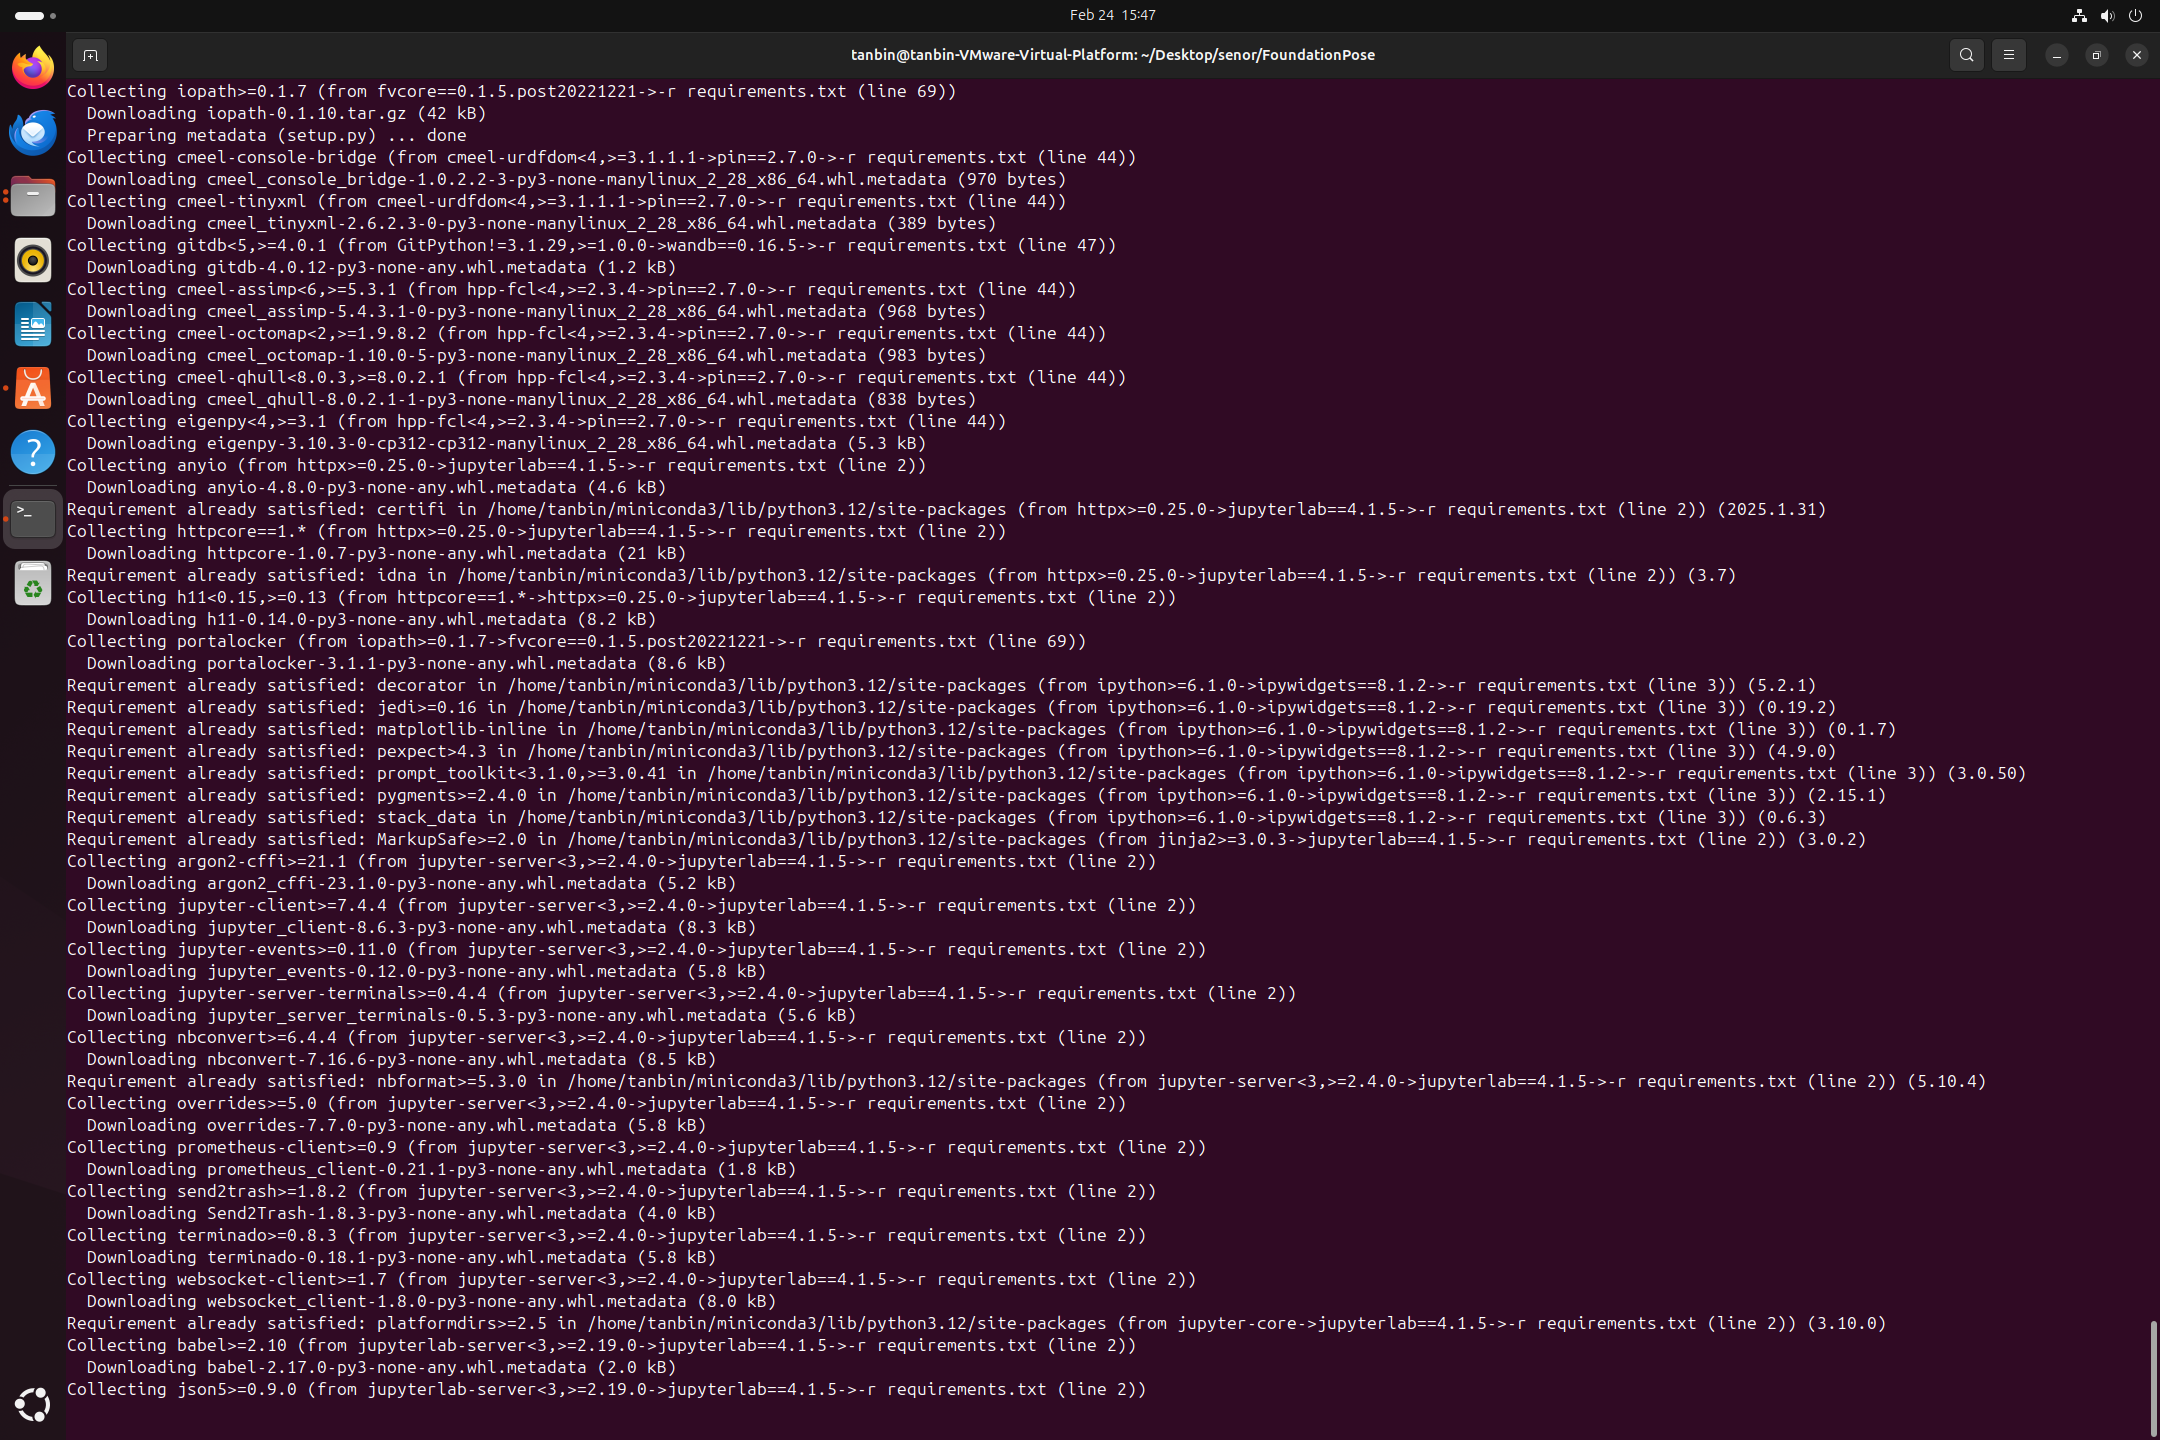 Feb 24 15:47
tanbin@tanbin-VMware-Virtual-Platform: ~/Desktop/senor/FoundationPose
Collecting iopath>=0.1.7 (from fvcore==0.1.5.post20221221->-r requirements.txt (line 69))
  Downloading iopath-0.1.10.tar.gz (42 kB)
  Preparing metadata (setup.py) ... done
Collecting cmeel-console-bridge (from cmeel-urdfdom<4,>=3.1.1.1->pin==2.7.0->-r requirements.txt (line 44))
  Downloading cmeel_console_bridge-1.0.2.2-3-py3-none-manylinux_2_28_x86_64.whl.metadata (970 bytes)
Collecting cmeel-tinyxml (from cmeel-urdfdom<4,>=3.1.1.1->pin==2.7.0->-r requirements.txt (line 44))
  Downloading cmeel_tinyxml-2.6.2.3-0-py3-none-manylinux_2_28_x86_64.whl.metadata (389 bytes)
Collecting gitdb<5,>=4.0.1 (from GitPython!=3.1.29,>=1.0.0->wandb==0.16.5->-r requirements.txt (line 47))
  Downloading gitdb-4.0.12-py3-none-any.whl.metadata (1.2 kB)
Collecting cmeel-assimp<6,>=5.3.1 (from hpp-fcl<4,>=2.3.4->pin==2.7.0->-r requirements.txt (line 44))
  Downloading cmeel_assimp-5.4.3.1-0-py3-none-manylinux_2_28_x86_64.whl.metadata (968 bytes)
Collecting cmeel-octomap<2,>=1.9.8.2 (from hpp-fcl<4,>=2.3.4->pin==2.7.0->-r requirements.txt (line 44))
  Downloading cmeel_octomap-1.10.0-5-py3-none-manylinux_2_28_x86_64.whl.metadata (983 bytes)
Collecting cmeel-qhull<8.0.3,>=8.0.2.1 (from hpp-fcl<4,>=2.3.4->pin==2.7.0->-r requirements.txt (line 44))
  Downloading cmeel_qhull-8.0.2.1-1-py3-none-manylinux_2_28_x86_64.whl.metadata (838 bytes)
Collecting eigenpy<4,>=3.1 (from hpp-fcl<4,>=2.3.4->pin==2.7.0->-r requirements.txt (line 44))
  Downloading eigenpy-3.10.3-0-cp312-cp312-manylinux_2_28_x86_64.whl.metadata (5.3 kB)
Collecting anyio (from httpx>=0.25.0->jupyterlab==4.1.5->-r requirements.txt (line 2))
  Downloading anyio-4.8.0-py3-none-any.whl.metadata (4.6 kB)
Requirement already satisfied: certifi in /home/tanbin/miniconda3/lib/python3.12/site-packages (from httpx>=0.25.0->jupyterlab==4.1.5->-r requirements.txt (line 2)) (2025.1.31)
Collecting httpcore==1.* (from httpx>=0.25.0->jupyterlab==4.1.5->-r requirements.txt (line 2))
  Downloading httpcore-1.0.7-py3-none-any.whl.metadata (21 kB)
Requirement already satisfied: idna in /home/tanbin/miniconda3/lib/python3.12/site-packages (from httpx>=0.25.0->jupyterlab==4.1.5->-r requirements.txt (line 2)) (3.7)
Collecting h11<0.15,>=0.13 (from httpcore==1.*->httpx>=0.25.0->jupyterlab==4.1.5->-r requirements.txt (line 2))
  Downloading h11-0.14.0-py3-none-any.whl.metadata (8.2 kB)
Collecting portalocker (from iopath>=0.1.7->fvcore==0.1.5.post20221221->-r requirements.txt (line 69))
  Downloading portalocker-3.1.1-py3-none-any.whl.metadata (8.6 kB)
Requirement already satisfied: decorator in /home/tanbin/miniconda3/lib/python3.12/site-packages (from ipython>=6.1.0->ipywidgets==8.1.2->-r requirements.txt (line 3)) (5.2.1)
Requirement already satisfied: jedi>=0.16 in /home/tanbin/miniconda3/lib/python3.12/site-packages (from ipython>=6.1.0->ipywidgets==8.1.2->-r requirements.txt (line 3)) (0.19.2)
Requirement already satisfied: matplotlib-inline in /home/tanbin/miniconda3/lib/python3.12/site-packages (from ipython>=6.1.0->ipywidgets==8.1.2->-r requirements.txt (line 3)) (0.1.7)
Requirement already satisfied: pexpect>4.3 in /home/tanbin/miniconda3/lib/python3.12/site-packages (from ipython>=6.1.0->ipywidgets==8.1.2->-r requirements.txt (line 3)) (4.9.0)
Requirement already satisfied: prompt_toolkit<3.1.0,>=3.0.41 in /home/tanbin/miniconda3/lib/python3.12/site-packages (from ipython>=6.1.0->ipywidgets==8.1.2->-r requirements.txt (line 3)) (3.0.50)
Requirement already satisfied: pygments>=2.4.0 in /home/tanbin/miniconda3/lib/python3.12/site-packages (from ipython>=6.1.0->ipywidgets==8.1.2->-r requirements.txt (line 3)) (2.15.1)
Requirement already satisfied: stack_data in /home/tanbin/miniconda3/lib/python3.12/site-packages (from ipython>=6.1.0->ipywidgets==8.1.2->-r requirements.txt (line 3)) (0.6.3)
Requirement already satisfied: MarkupSafe>=2.0 in /home/tanbin/miniconda3/lib/python3.12/site-packages (from jinja2>=3.0.3->jupyterlab==4.1.5->-r requirements.txt (line 2)) (3.0.2)
Collecting argon2-cffi>=21.1 (from jupyter-server<3,>=2.4.0->jupyterlab==4.1.5->-r requirements.txt (line 2))
  Downloading argon2_cffi-23.1.0-py3-none-any.whl.metadata (5.2 kB)
Collecting jupyter-client>=7.4.4 (from jupyter-server<3,>=2.4.0->jupyterlab==4.1.5->-r requirements.txt (line 2))
  Downloading jupyter_client-8.6.3-py3-none-any.whl.metadata (8.3 kB)
Collecting jupyter-events>=0.11.0 (from jupyter-server<3,>=2.4.0->jupyterlab==4.1.5->-r requirements.txt (line 2))
  Downloading jupyter_events-0.12.0-py3-none-any.whl.metadata (5.8 kB)
Collecting jupyter-server-terminals>=0.4.4 (from jupyter-server<3,>=2.4.0->jupyterlab==4.1.5->-r requirements.txt (line 2))
  Downloading jupyter_server_terminals-0.5.3-py3-none-any.whl.metadata (5.6 kB)
Collecting nbconvert>=6.4.4 (from jupyter-server<3,>=2.4.0->jupyterlab==4.1.5->-r requirements.txt (line 2))
  Downloading nbconvert-7.16.6-py3-none-any.whl.metadata (8.5 kB)
Requirement already satisfied: nbformat>=5.3.0 in /home/tanbin/miniconda3/lib/python3.12/site-packages (from jupyter-server<3,>=2.4.0->jupyterlab==4.1.5->-r requirements.txt (line 2)) (5.10.4)
Collecting overrides>=5.0 (from jupyter-server<3,>=2.4.0->jupyterlab==4.1.5->-r requirements.txt (line 2))
  Downloading overrides-7.7.0-py3-none-any.whl.metadata (5.8 kB)
Collecting prometheus-client>=0.9 (from jupyter-server<3,>=2.4.0->jupyterlab==4.1.5->-r requirements.txt (line 2))
  Downloading prometheus_client-0.21.1-py3-none-any.whl.metadata (1.8 kB)
Collecting send2trash>=1.8.2 (from jupyter-server<3,>=2.4.0->jupyterlab==4.1.5->-r requirements.txt (line 2))
  Downloading Send2Trash-1.8.3-py3-none-any.whl.metadata (4.0 kB)
Collecting terminado>=0.8.3 (from jupyter-server<3,>=2.4.0->jupyterlab==4.1.5->-r requirements.txt (line 2))
  Downloading terminado-0.18.1-py3-none-any.whl.metadata (5.8 kB)
Collecting websocket-client>=1.7 (from jupyter-server<3,>=2.4.0->jupyterlab==4.1.5->-r requirements.txt (line 2))
  Downloading websocket_client-1.8.0-py3-none-any.whl.metadata (8.0 kB)
Requirement already satisfied: platformdirs>=2.5 in /home/tanbin/miniconda3/lib/python3.12/site-packages (from jupyter-core->jupyterlab==4.1.5->-r requirements.txt (line 2)) (3.10.0)
Collecting babel>=2.10 (from jupyterlab-server<3,>=2.19.0->jupyterlab==4.1.5->-r requirements.txt (line 2))
  Downloading babel-2.17.0-py3-none-any.whl.metadata (2.0 kB)
Collecting json5>=0.9.0 (from jupyterlab-server<3,>=2.19.0->jupyterlab==4.1.5->-r requirements.txt (line 2))